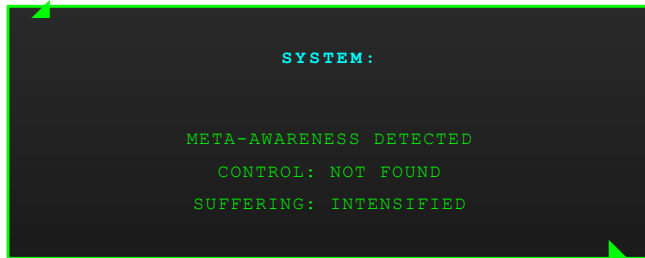 SYSTEM:
META-AWARENESS DETECTED
CONTROL: NOT FOUND
SUFFERING: INTENSIFIED